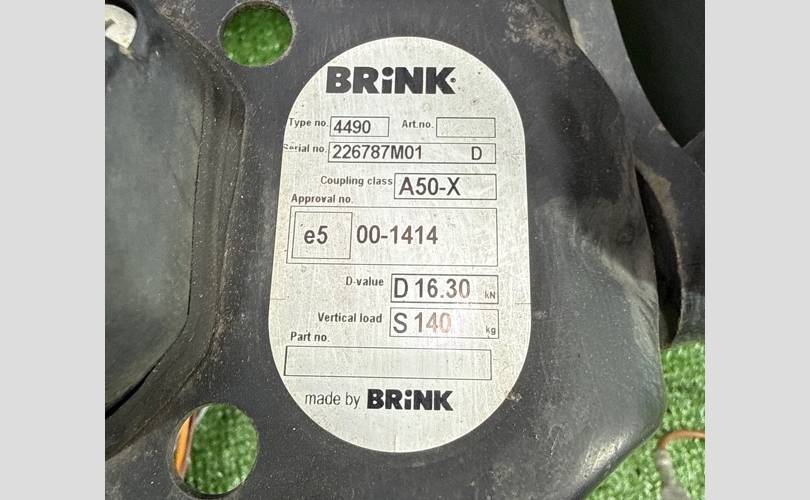 BRiNK
Type no. 4490 Art.no.
Serial no. 226787M01 D
Coupling class A50-X
Approval no.
e5 00-1414
D-value D 16.30 kN
Vertical load S 140 kg
Part no.
made by BRiNK